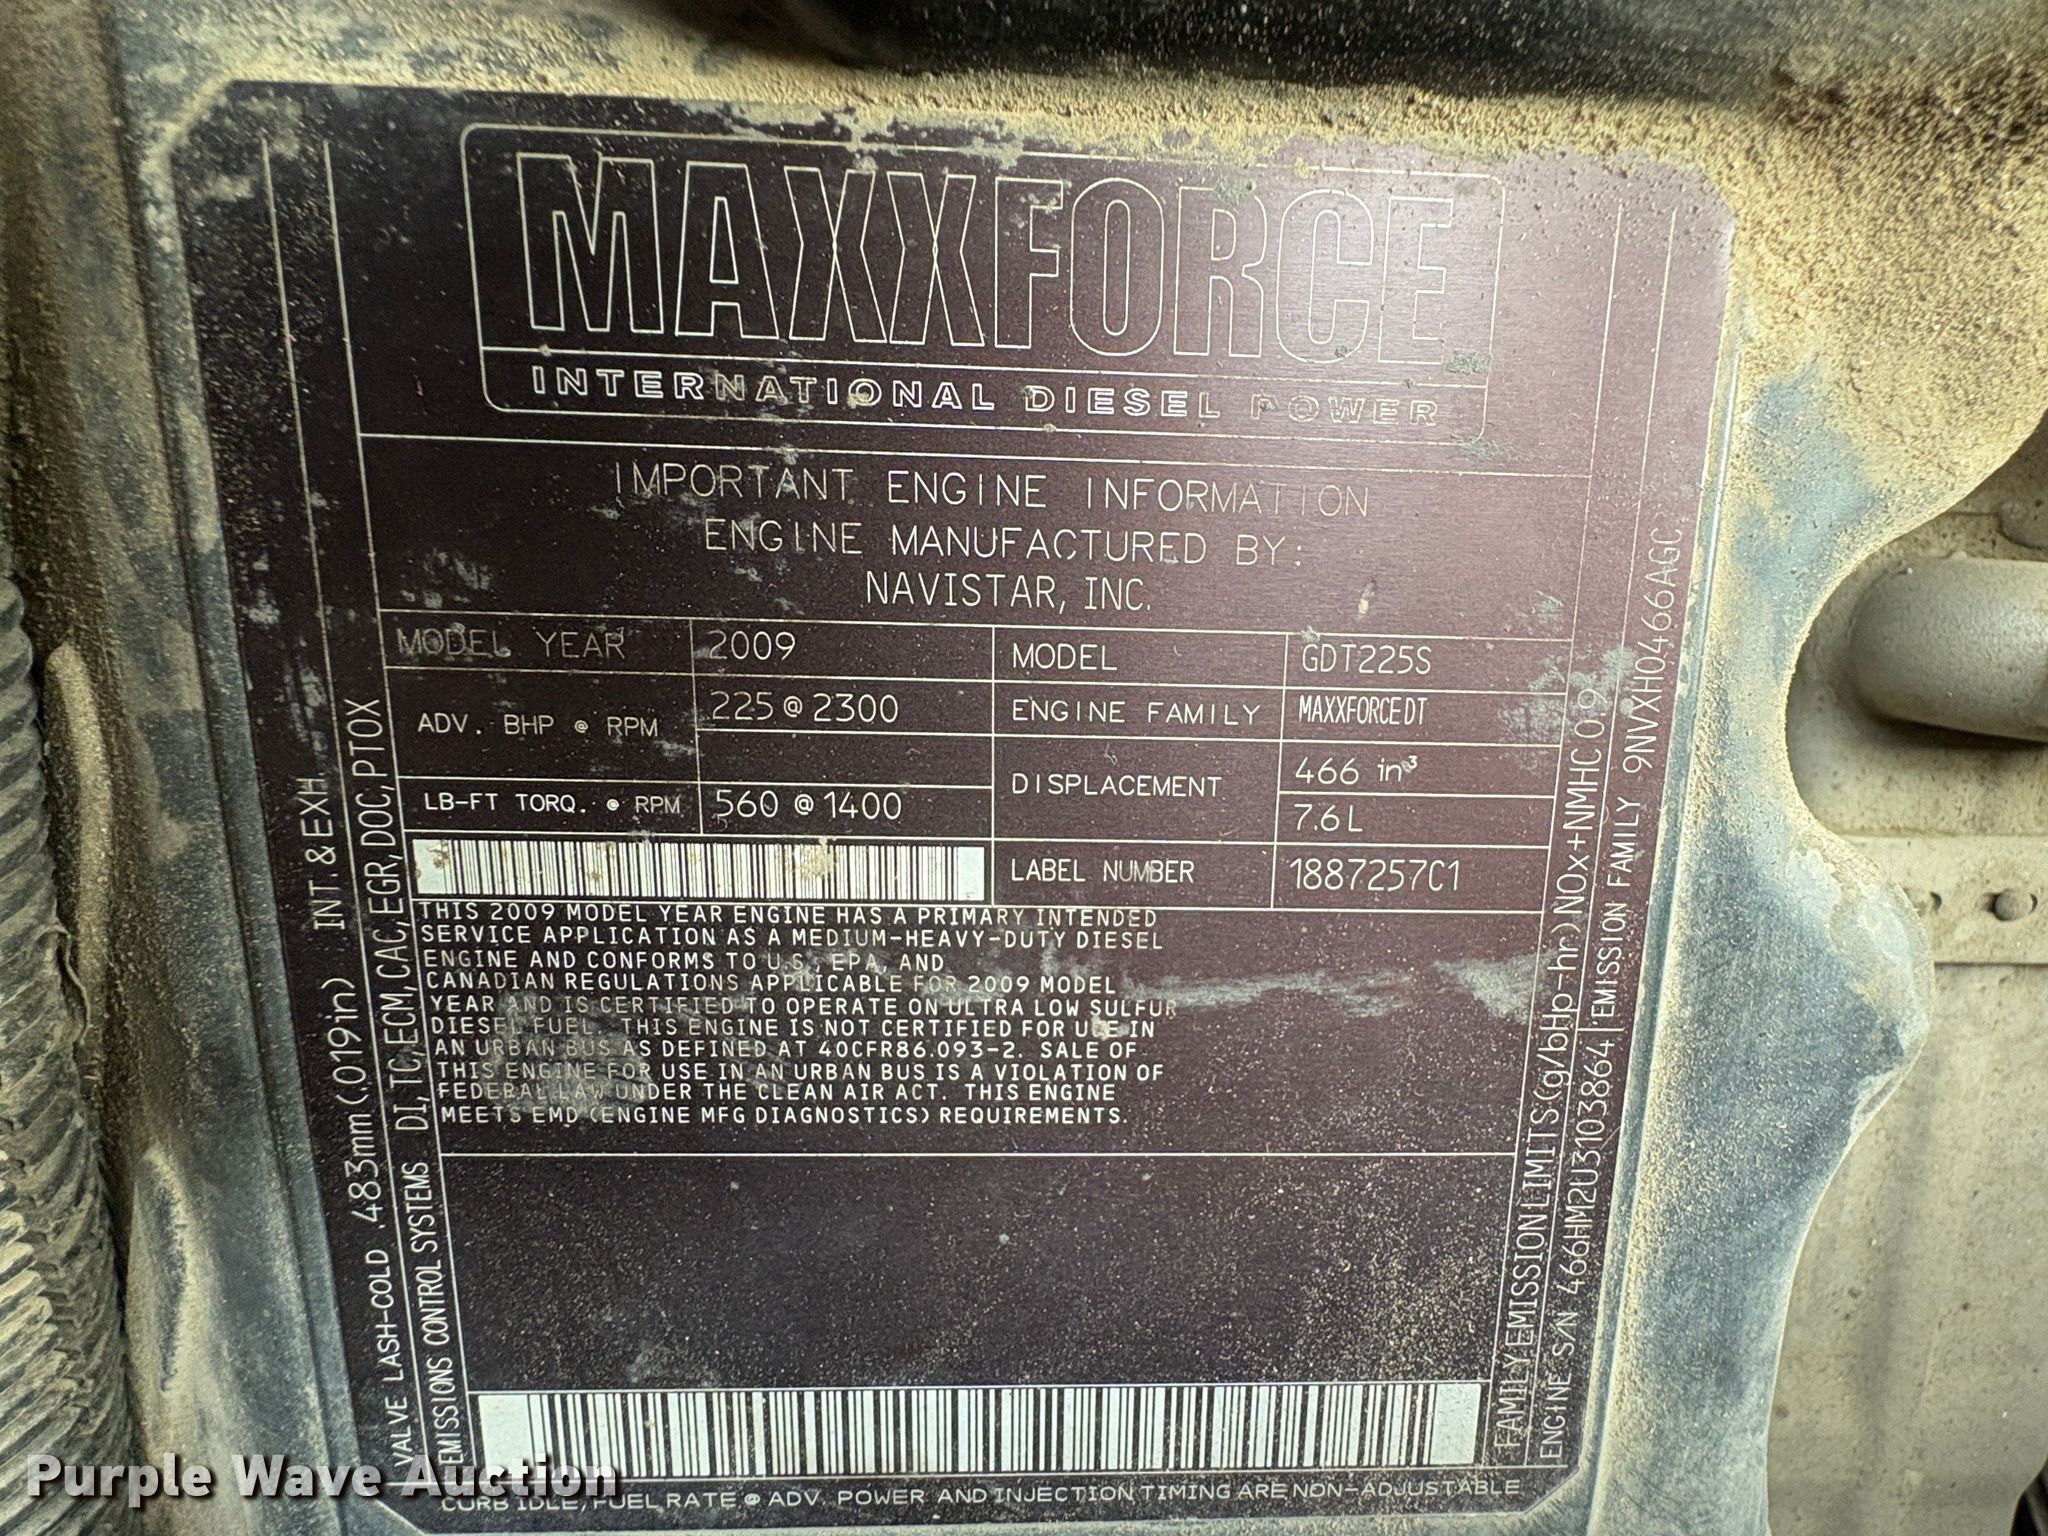 MAXXFORCE
INTERNATIONAL DIESEL POWER
IMPORTANT ENGINE INFORMATION
ENGINE MANUFACTURED BY:
NAVISTAR, INC.
MODEL YEAR 2009 MODEL GDT225S
ADV. BHP @ RPM 225@2300 ENGINE FAMILY MAXXFORCEDT
DISPLACEMENT 466 in³
7.6L
LB-FT TORQ. @ RPM 560@1400
LABEL NUMBER 1887257C1
THIS 2009 MODEL YEAR ENGINE HAS A PRIMARY INTENDED
SERVICE APPLICATION AS A MEDIUM-HEAVY-DUTY DIESEL
ENGINE AND CONFORMS TO U.S., EPA, AND
CANADIAN REGULATIONS APPLICABLE FOR 2009 MODEL
YEAR AND IS CERTIFIED TO OPERATE ON ULTRA LOW SULFUR
DIESEL FUEL. THIS ENGINE IS NOT CERTIFIED FOR USE IN
AN URBAN BUS AS DEFINED AT 40CFR86.093-2. SALE OF
THIS ENGINE FOR USE IN AN URBAN BUS IS A VIOLATION OF
FEDERAL LAW UNDER THE CLEAN AIR ACT. THIS ENGINE
MEETS EMD (ENGINE MFG DIAGNOSTICS) REQUIREMENTS.
VALVE LASH-COLD .483mm(.019in) INT.&EXH.
EMISSIONS CONTROL SYSTEMS DI,TC,ECM,CAC,EGR,DOC,PTOX
FAMILY EMISSION LIMITS:(g/bHp-hr) NOx+NMHC 0.9
ENGINE S/N 466HM2U3103864 EMISSION FAMILY 9NVXH0466AGC
CURB IDLE, FUEL RATE @ ADV. POWER AND INJECTION TIMING ARE NON-ADJUSTABLE
Purple Wave Auction